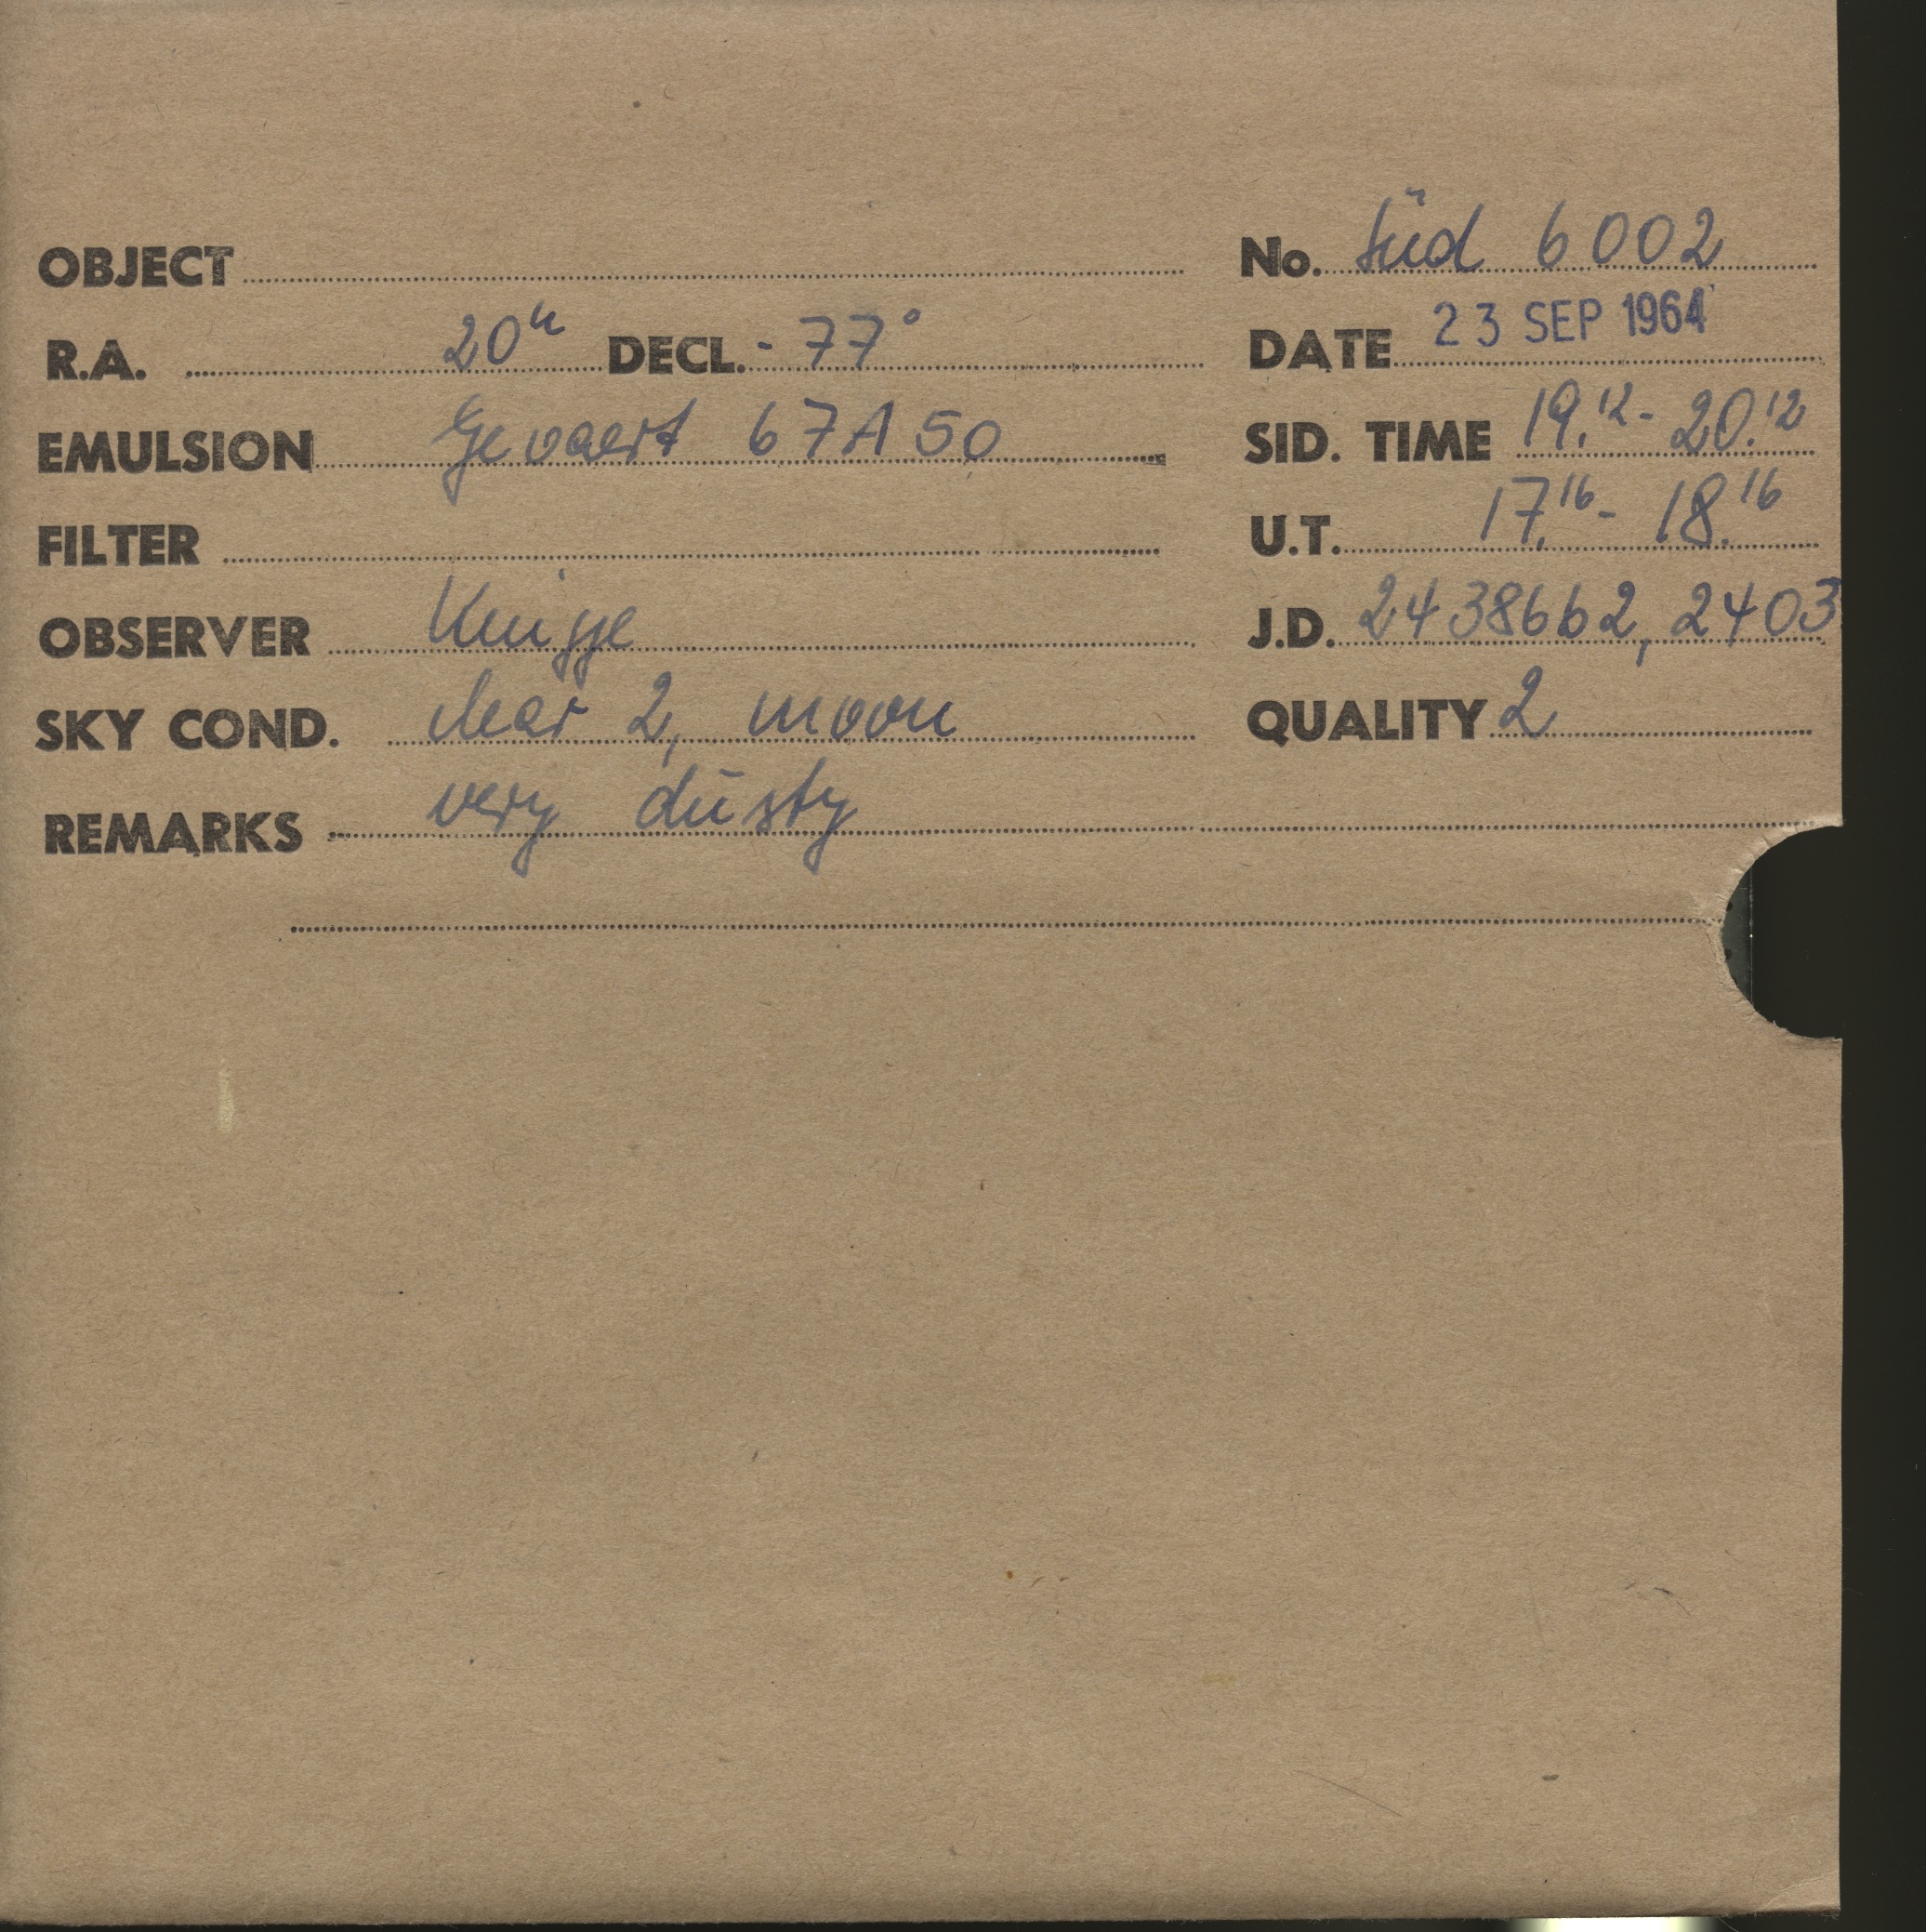 OBJECT No. Süd 6002
R.A. 20h DECL. -77° DATE 23 SEP 1964
EMULSION Gevaert 67A50 SID. TIME 19.12 - 20.12
FILTER U.T. 17.16 - 18.16
OBSERVER Knigge J.D. 2438662,2403
SKY COND. clear 2, moon QUALITY 2
REMARKS very dusty